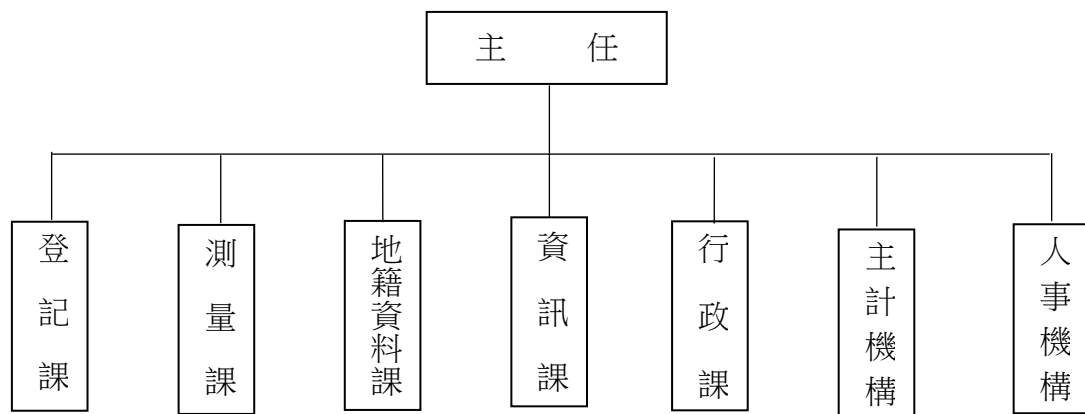 主任
登記課
測量課
地籍資料課
資訊課
行政課
主計機構
人事機構